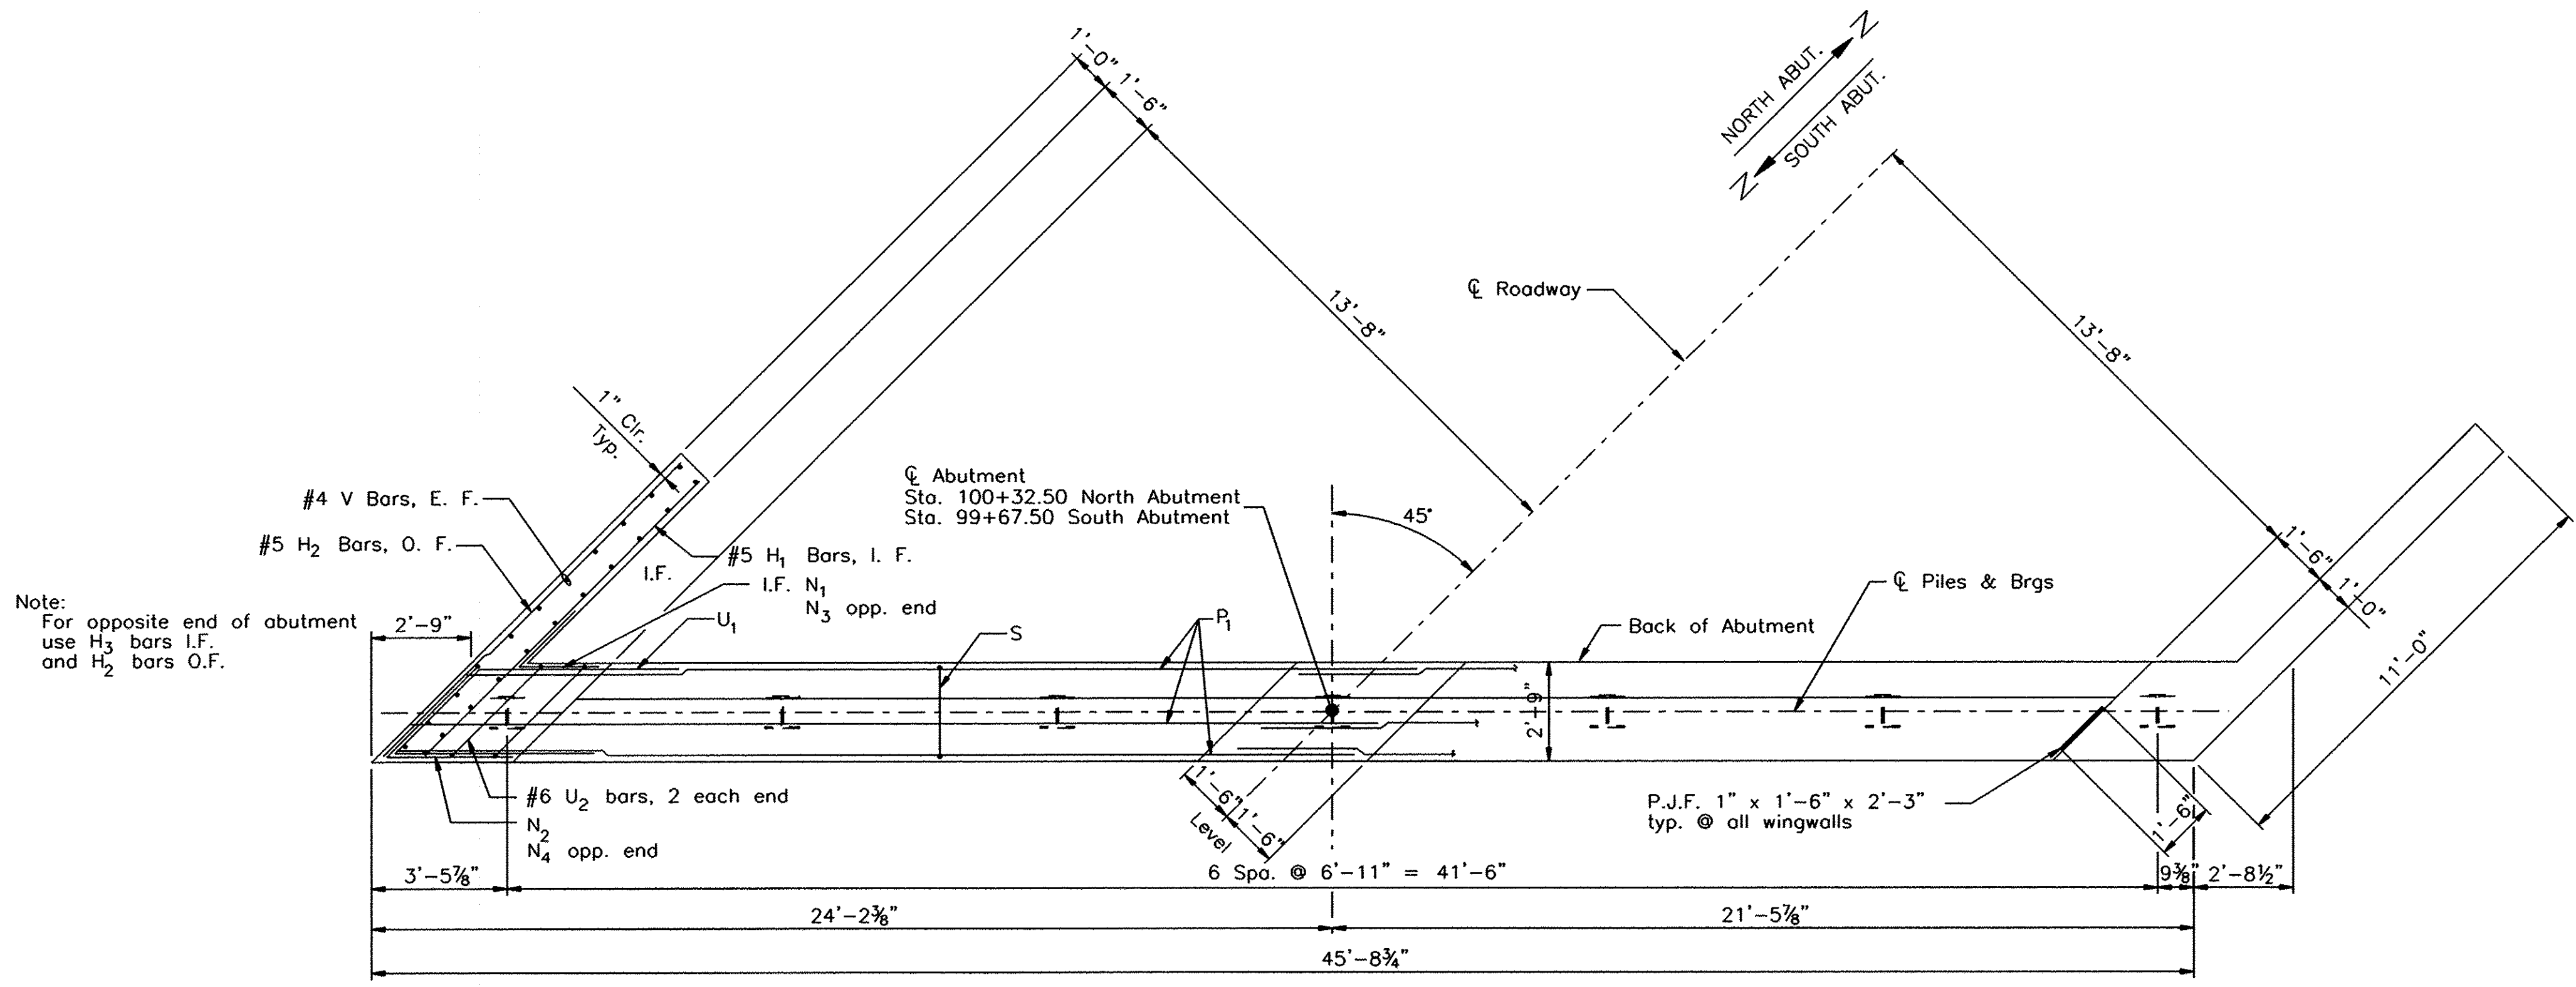 1'-0"
1'-6"
13'-8"
NORTH ABUT.
N
SOUTH ABUT.
N
℄ Roadway
13'-8"
1" Clr.
Typ.
℄ Abutment
Sta. 100+32.50 North Abutment
Sta. 99+67.50 South Abutment
45°
#4 V Bars, E. F.
#5 H2 Bars, O. F.
#5 H1 Bars, I. F.
I.F.
I.F. N1
N3 opp. end
℄ Piles & Brgs
1'-6"
1'-0"
11'-0"
Note:
For opposite end of abutment
use H3 bars I.F.
and H2 bars O.F.
2'-9"
U1
S
P1
Back of Abutment
2'-9"
#6 U2 bars, 2 each end
N2
N4 opp. end
1'-6"
1'-6"
Level
P.J.F. 1" x 1'-6" x 2'-3"
typ. @ all wingwalls
1'-6"
3'-5⅞"
6 Spa. @ 6'-11" = 41'-6"
9⅜"
2'-8½"
24'-2⅜"
21'-5⅞"
45'-8¾"